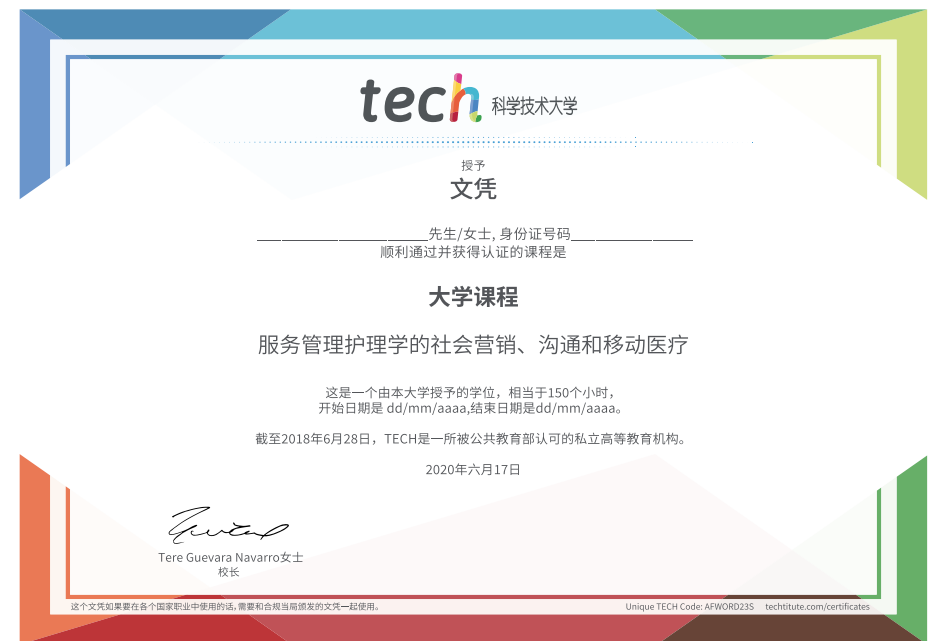 tech 科学技术大学
授予
文凭
先生/女士, 身份证号码
顺利通过并获得认证的课程是
大学课程
服务管理护理学的社会营销、沟通和移动医疗
这是一个由本大学授予的学位，相当于150个小时，
开始日期是 dd/mm/aaaa,结束日期是dd/mm/aaaa。
截至2018年6月28日，TECH是一所被公共教育部认可的私立高等教育机构。
2020年六月17日
Tere Guevara Navarro女士
校长
这个文凭如果要在各个国家职业中使用的话,需要和合规当局颁发的文凭一起使用。
Unique TECH Code: AFWORD23S techtitute.com/certificates